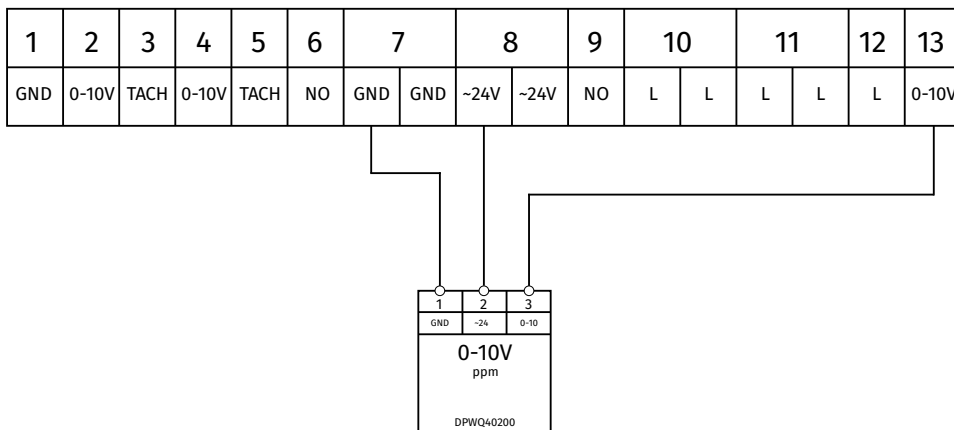 1 2 3 4 5 6 7 8 9 10 11 12 13
GND 0-10V TACH 0-10V TACH NO GND GND ~24V ~24V NO L L L L L 0-10V
1 2 3
GND ~24 0-10
0-10V
ppm
DPWQ40200